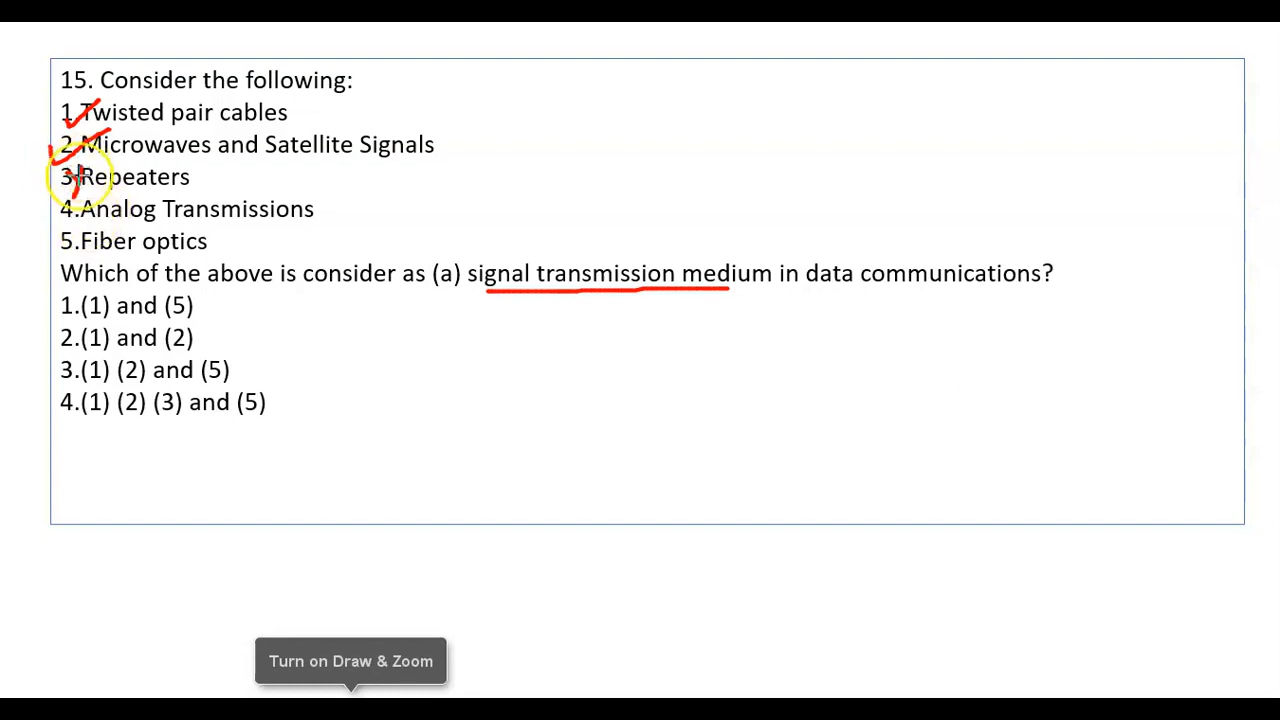 15. Consider the following:
1.Twisted pair cables
2.Microwaves and Satellite Signals
3.Repeaters
4.Analog Transmissions
5.Fiber optics
Which of the above is consider as (a) signal transmission medium in data communications?
1.(1) and (5)
2.(1) and (2)
3.(1) (2) and (5)
4.(1) (2) (3) and (5)
Turn on Draw & Zoom